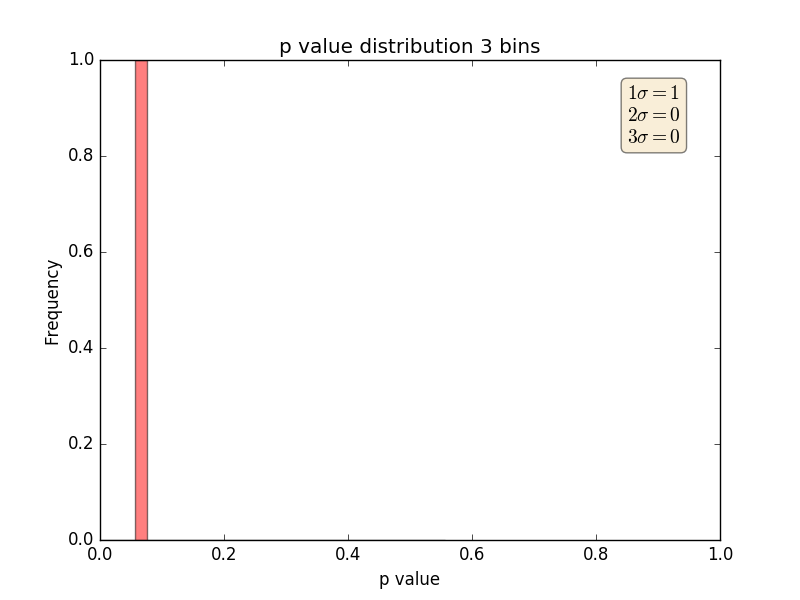 p value distribution 3 bins
1σ = 1
2σ = 0
3σ = 0
1.0
0.8
0.6
0.4
0.2
0.0
Frequency
0.0 0.2 0.4 0.6 0.8 1.0
p value